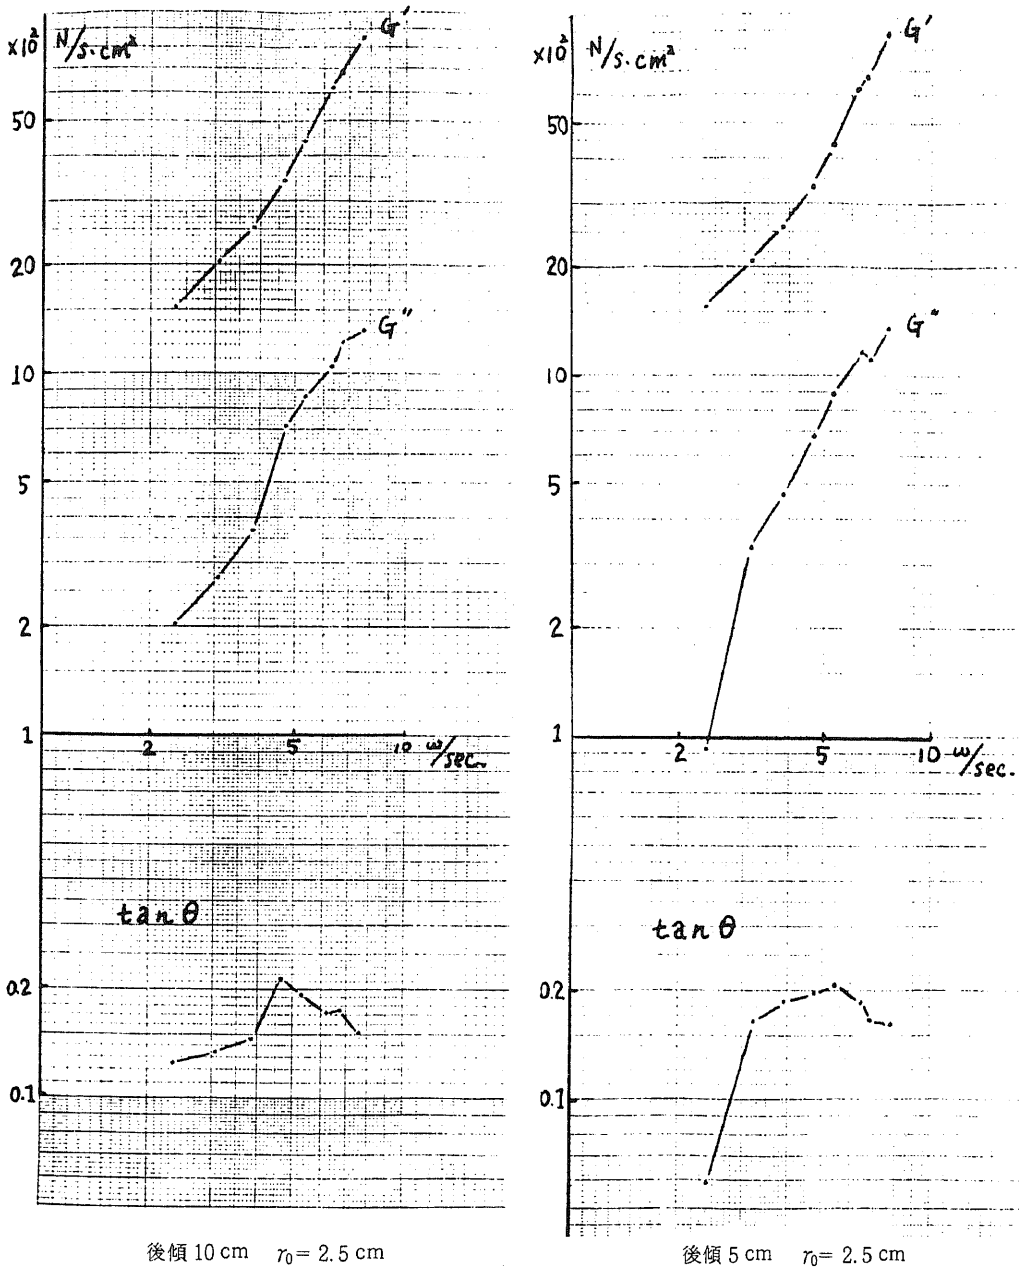 ×10² N/s·cm²
G′
50
20
G″
10
5
2
1
2 5 10 ω/sec.
tan θ
0.2
0.1
後傾 10 cm r₀= 2.5 cm
×10² N/s·cm²
G′
50
20
G″
10
5
2
1
2 5 10 ω/sec.
tan θ
0.2
0.1
後傾 5 cm r₀= 2.5 cm